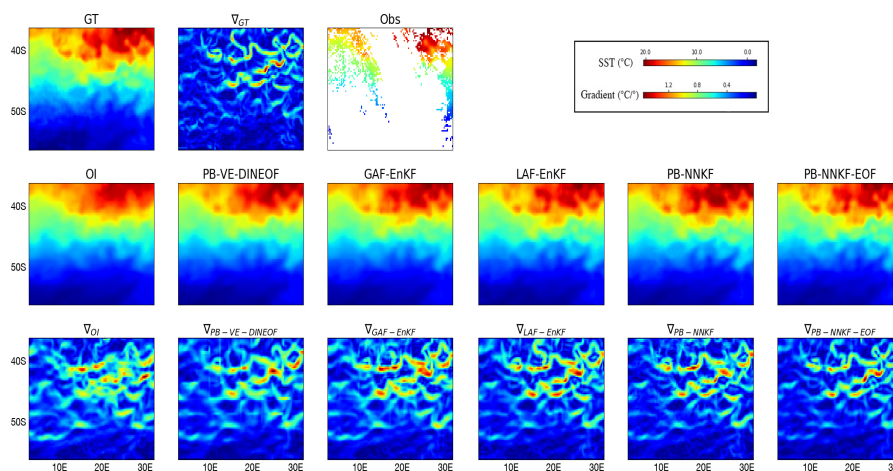 GT ∇GT Obs
40S
50S
20.0 10.0 0.0
SST (°C)
1.2 0.8 0.4
Gradient (°C/°)
OI PB-VE-DINEOF GAF-EnKF LAF-EnKF PB-NNKF PB-NNKF-EOF
40S
50S
∇OI ∇PB−VE−DINEOF ∇GAF−EnKF ∇LAF−EnKF ∇PB−NNKF ∇PB−NNKF−EOF
40S
50S
10E 20E 30E 10E 20E 30E 10E 20E 30E 10E 20E 30E 10E 20E 30E 10E 20E 30E